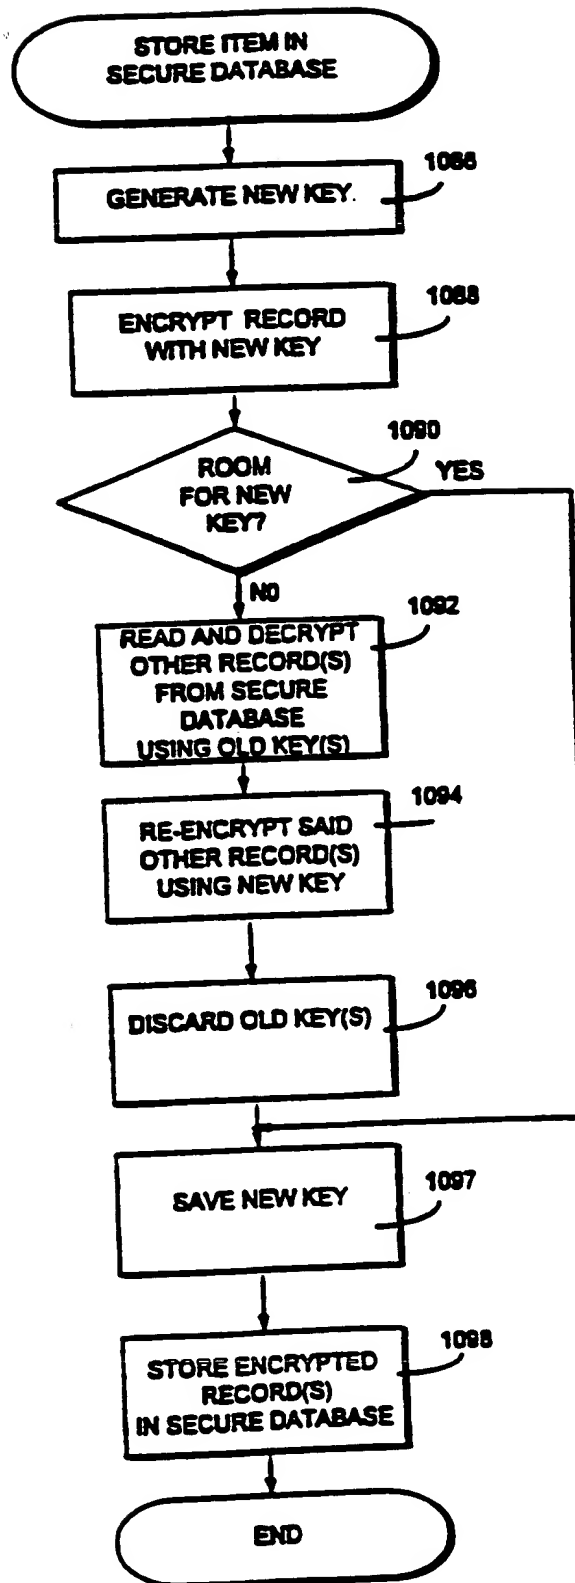 STORE ITEM IN
SECURE DATABASE
1086
GENERATE NEW KEY.
1088
ENCRYPT RECORD
WITH NEW KEY
1090
ROOM
FOR NEW
KEY?
YES
NO
1092
READ AND DECRYPT
OTHER RECORD(S)
FROM SECURE
DATABASE
USING OLD KEY(S)
1094
RE-ENCRYPT SAID
OTHER RECORD(S)
USING NEW KEY
1096
DISCARD OLD KEY(S)
1097
SAVE NEW KEY
1098
STORE ENCRYPTED
RECORD(S)
IN SECURE DATABASE
END